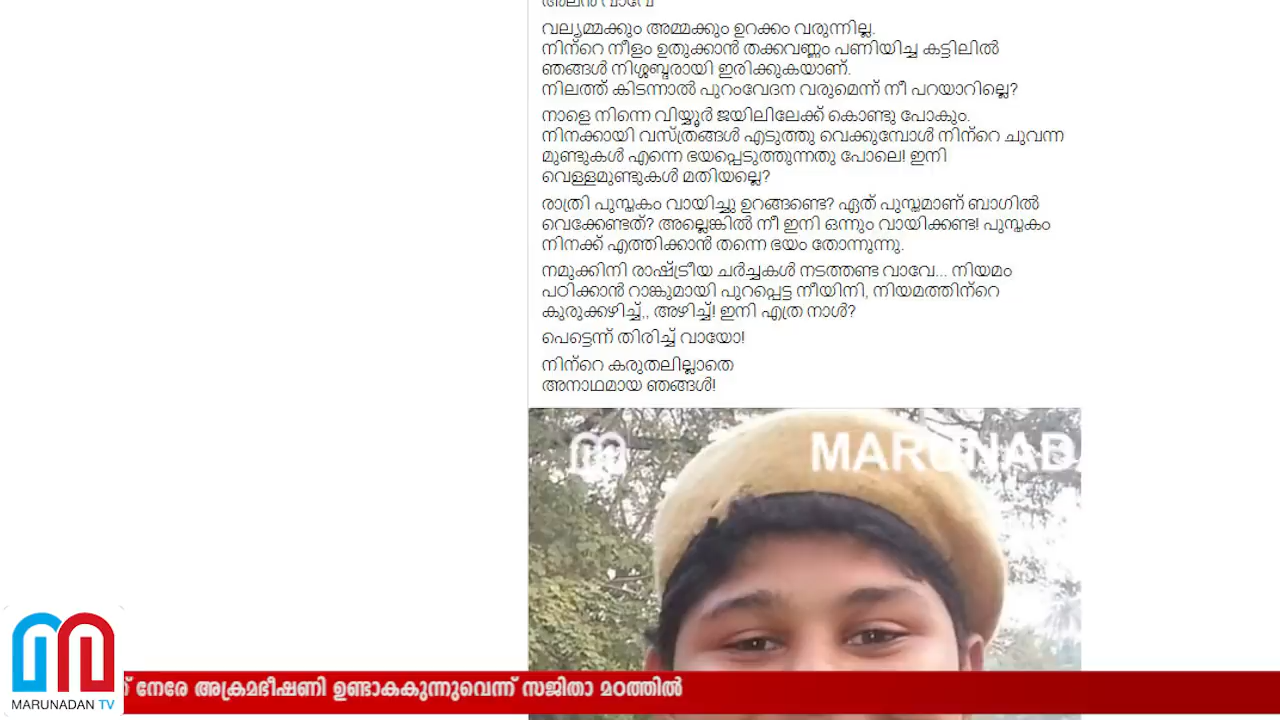 അലൻ വാവേ
വല്യമ്മക്കും അമ്മക്കും ഉറക്കം വരുന്നില്ല.
നിന്റെ നീളം ഉതുക്കാൻ തക്കവണ്ണം പണിയിച്ച കട്ടിലിൽ
ഞങ്ങൾ നിശ്ശബ്ദരായി ഇരിക്കുകയാണ്.
നിലത്ത് കിടന്നാൽ പുറംവേദന വരുമെന്ന് നീ പറയാറില്ലെ?
നാളെ നിന്നെ വിയ്യൂർ ജയിലിലേക്ക് കൊണ്ടു പോകും.
നിനക്കായി വസ്ത്രങ്ങൾ എടുത്തു വെക്കുമ്പോൾ നിന്റെ ചുവന്ന
മുണ്ടുകൾ എന്നെ ഭയപ്പെടുത്തുന്നതു പോലെ! ഇനി
വെള്ളമുണ്ടുകൾ മതിയല്ലെ?
രാത്രി പുസ്തകം വായിച്ചു ഉറങ്ങണ്ടെ? ഏത് പുസ്തമാണ് ബാഗിൽ
വെക്കേണ്ടത്? അല്ലെങ്കിൽ നീ ഇനി ഒന്നും വായിക്കണ്ട! പുസ്തകം
നിനക്ക് എത്തിക്കാൻ തന്നെ ഭയം തോന്നുന്നു.
നമുക്കിനി രാഷ്ട്രീയ ചർച്ചകൾ നടത്തണ്ട വാവേ... നിയമം
പഠിക്കാൻ റാങ്കുമായി പുറപ്പെട്ട നീയിനി, നിയമത്തിന്റെ
കുരുക്കഴിച്ച്,, അഴിച്ച്! ഇനി എത്ര നാൾ?
പെട്ടെന്ന് തിരിച്ച് വായോ!
നിന്റെ കരുതലില്ലാതെ
അനാഥമായ ഞങ്ങൾ!
MARUNADA
നേരേ അക്രമഭീഷണി ഉണ്ടാകകുന്നുവെന്ന് സജിതാ മഠത്തിൽ
MARUNADAN TV